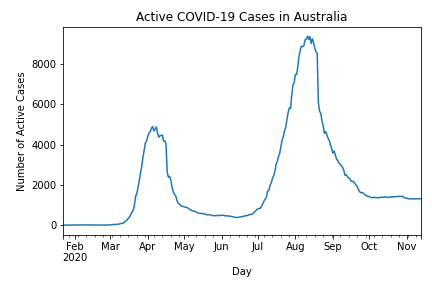 Active COVID-19 Cases in Australia
Number of Active Cases
8000
6000
4000
2000
0
Feb Mar Apr May Jun Jul Aug Sep Oct Nov
2020
Day